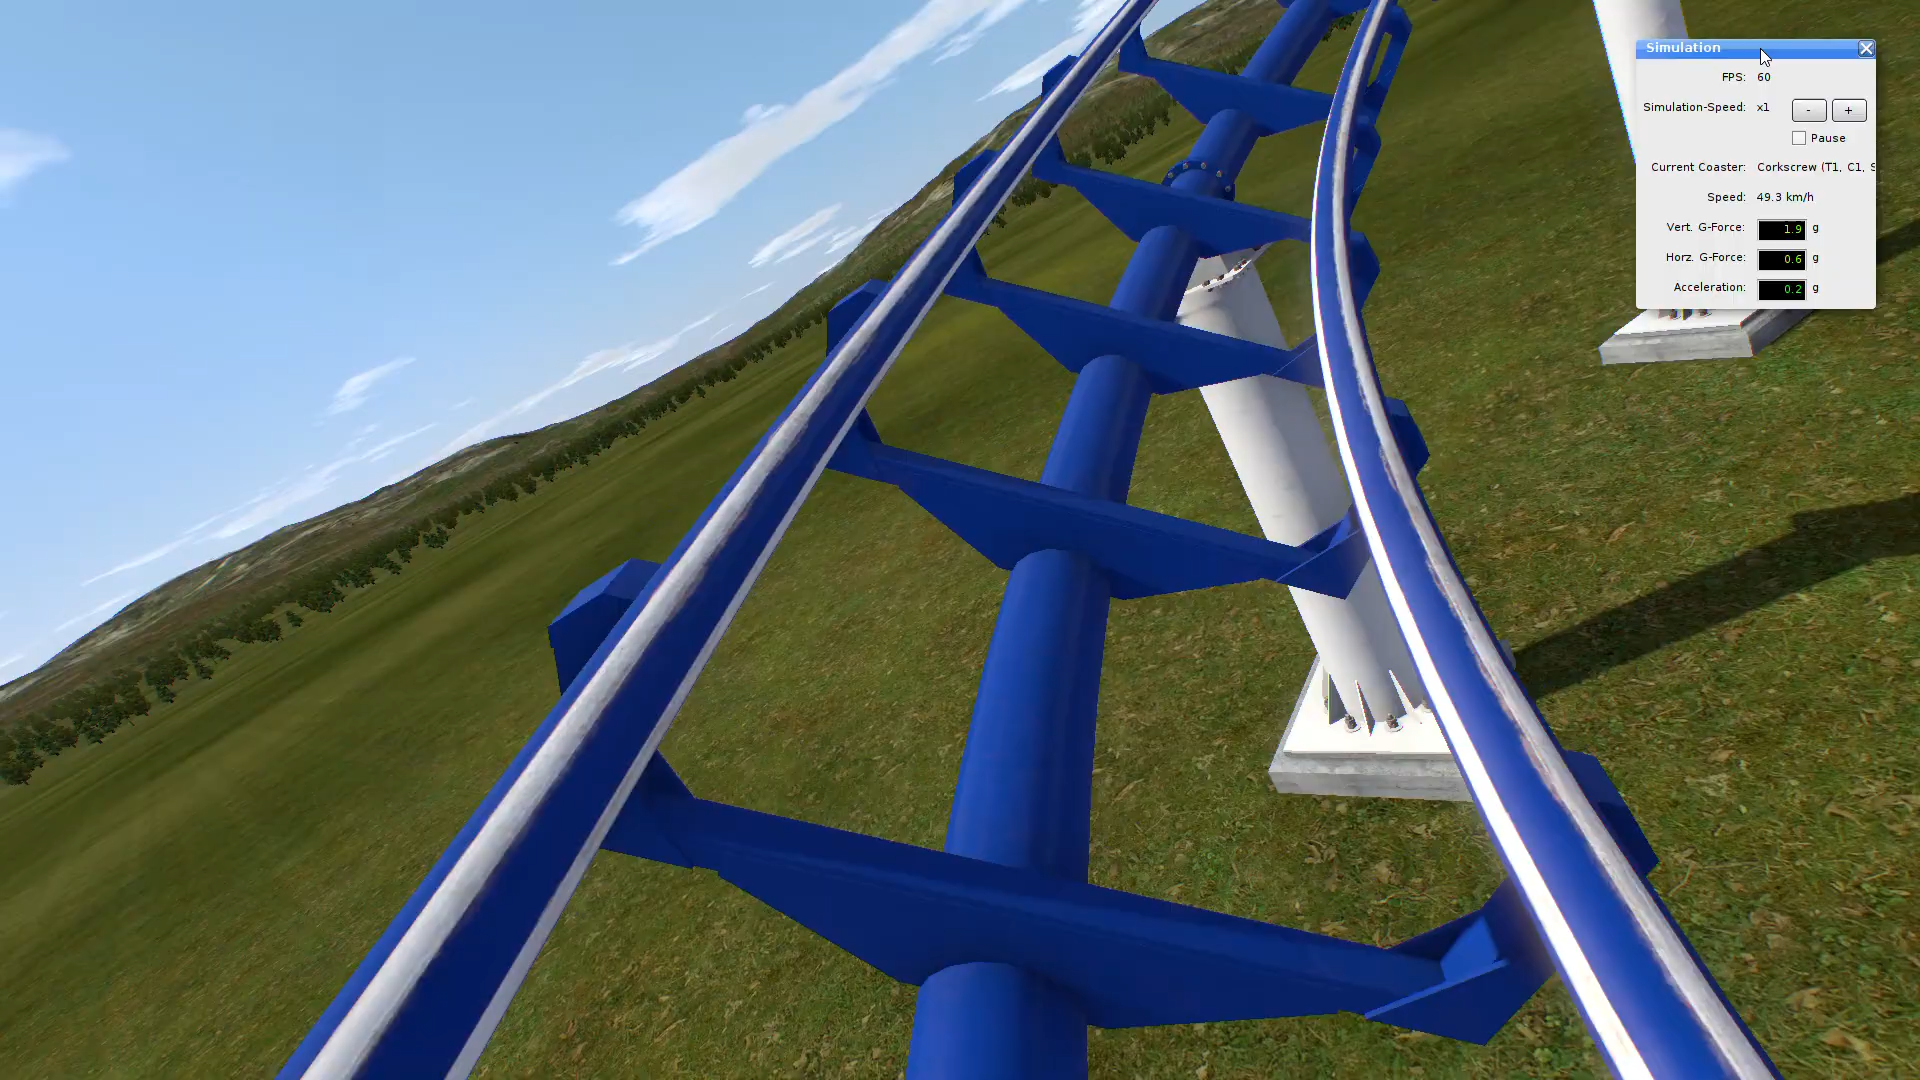 Simulation
FPS: 60
Simulation-Speed: x1 - +
Pause
Current Coaster: Corkscrew (T1, C1, S
Speed: 49.3 km/h
Vert. G-Force: 1.9 g
Horz. G-Force: 0.6 g
Acceleration: 0.2 g